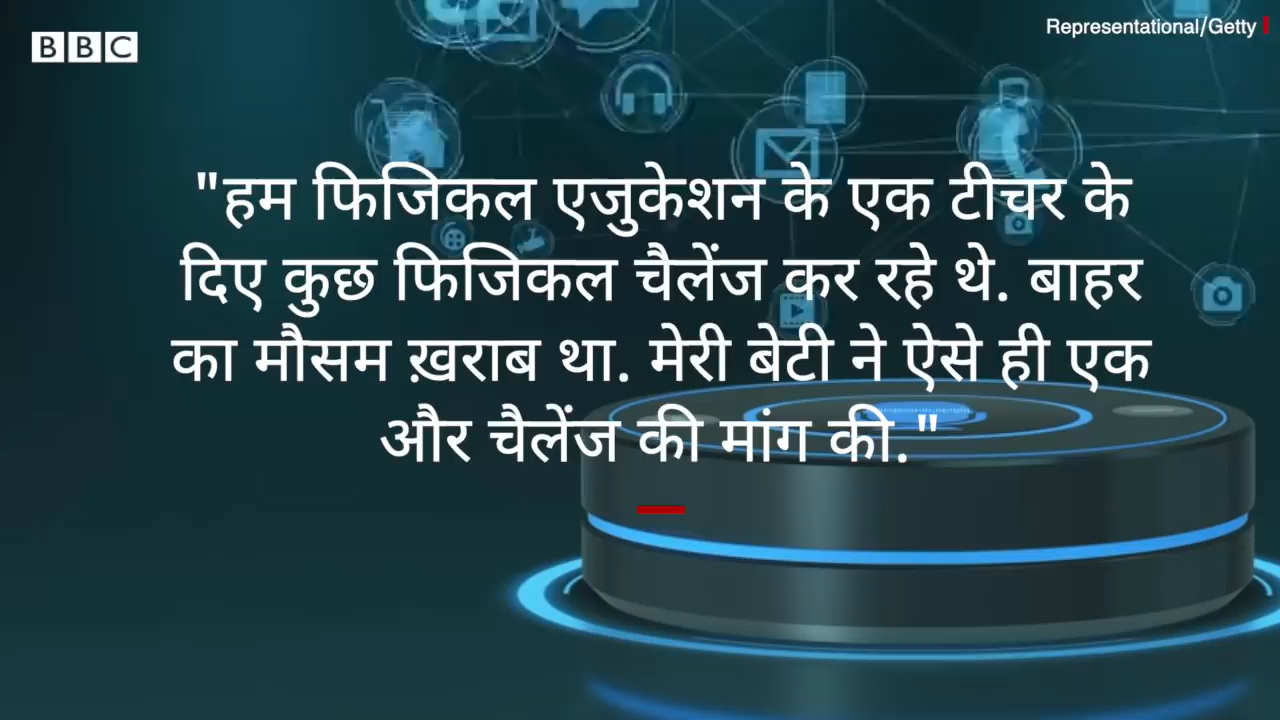 BBC
Representational/Getty
"हम फिजिकल एजुकेशन के एक टीचर के
दिए कुछ फिजिकल चैलेंज कर रहे थे. बाहर
का मौसम ख़राब था. मेरी बेटी ने ऐसे ही एक
और चैलेंज की मांग की."